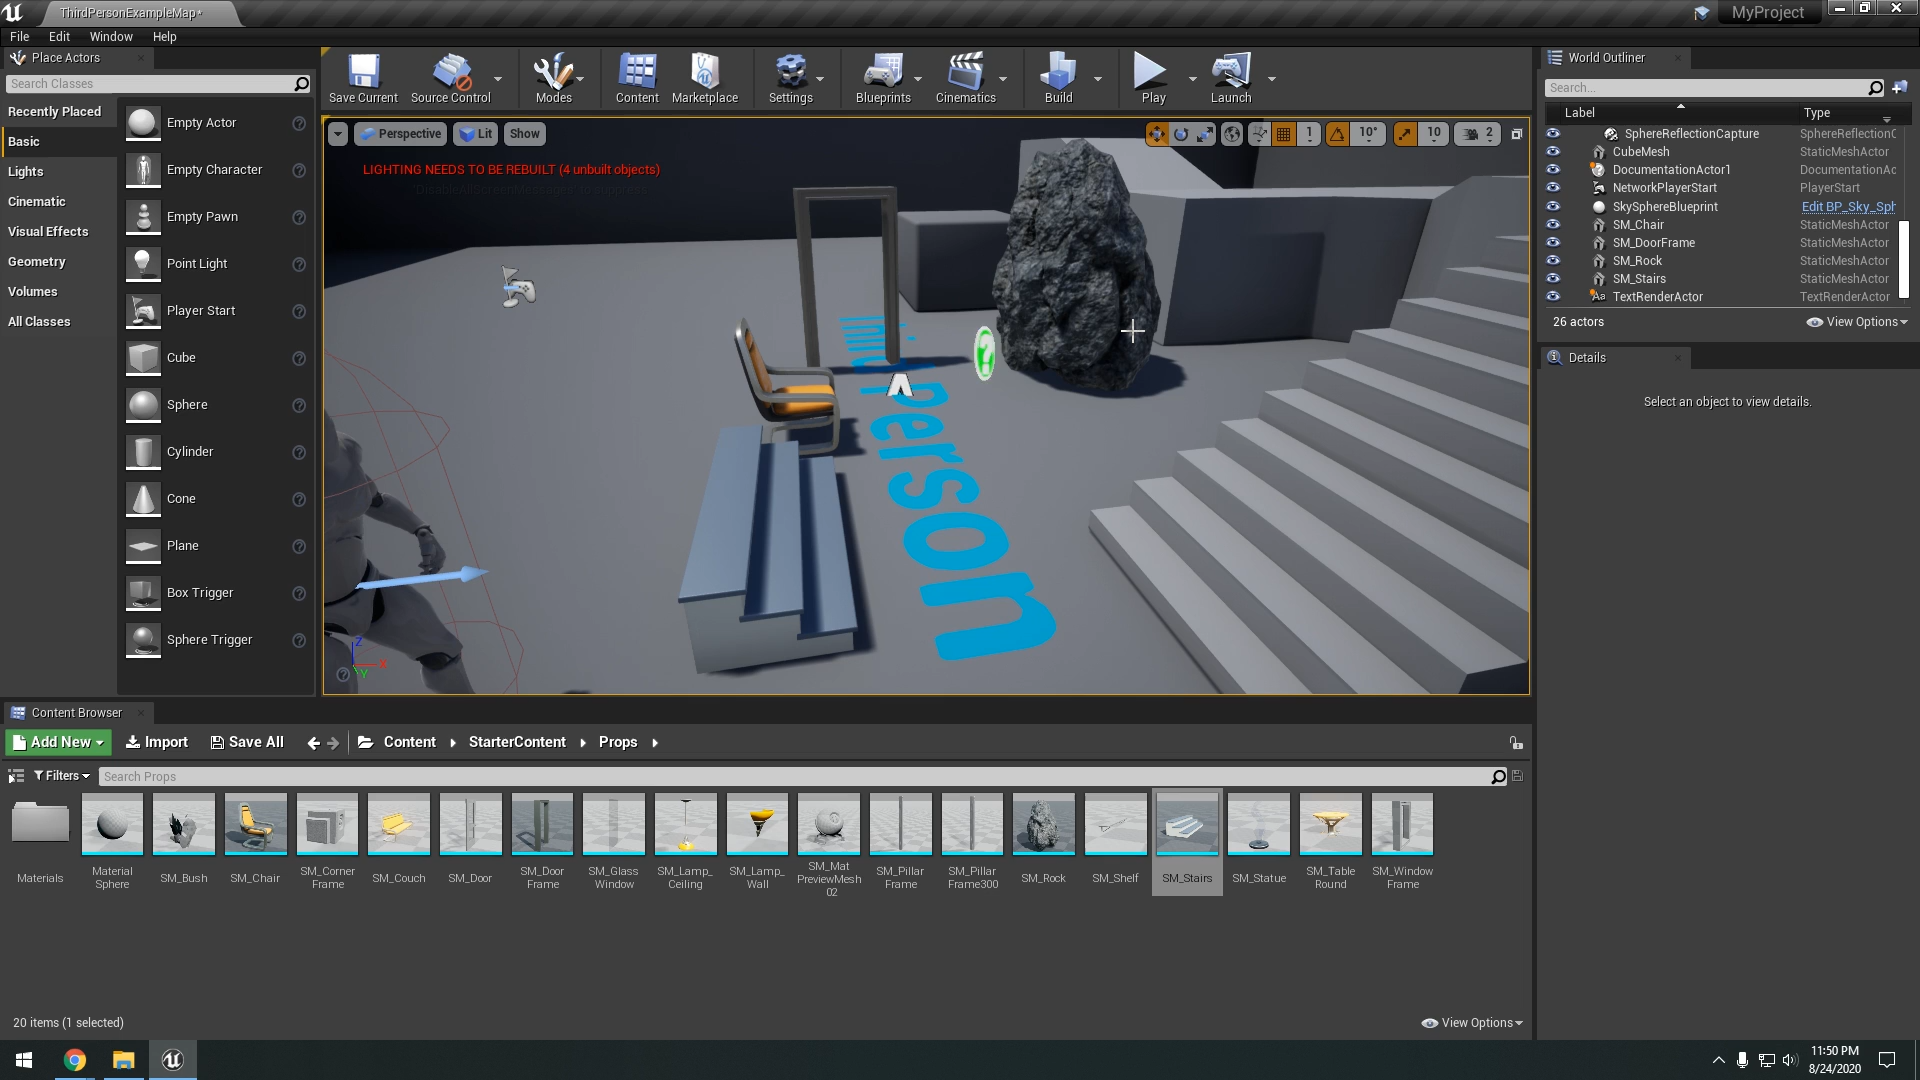 ThirdPersonExampleMap*
MyProject
File Edit Window Help
Place Actors
Search Classes
Recently Placed
Basic
Lights
Cinematic
Visual Effects
Geometry
Volumes
All Classes
Empty Actor
Empty Character
Empty Pawn
Point Light
Player Start
Cube
Sphere
Cylinder
Cone
Plane
Box Trigger
Sphere Trigger
Save Current Source Control Modes Content Marketplace Settings Blueprints Cinematics Build Play Launch
Perspective Lit Show 1 10° 10 2
LIGHTING NEEDS TO BE REBUILT (4 unbuilt objects)
'DisableAllScreenMessages' to suppress
Third
person
Z
X
Y
World Outliner
Search...
Label Type
SphereReflectionCapture SphereReflectionC
CubeMesh StaticMeshActor
DocumentationActor1 DocumentationAc
NetworkPlayerStart PlayerStart
SkySphereBlueprint Edit BP_Sky_Sph
SM_Chair StaticMeshActor
SM_DoorFrame StaticMeshActor
SM_Rock StaticMeshActor
SM_Stairs StaticMeshActor
Aa TextRenderActor TextRenderActor
26 actors View Options
Details
Select an object to view details.
Content Browser
Add New Import Save All Content StarterContent Props
Filters Search Props
Materials
Material
Sphere
SM_Bush
SM_Chair
SM_Corner
Frame
SM_Couch
SM_Door
SM_Door
Frame
SM_Glass
Window
SM_Lamp_
Ceiling
SM_Lamp_
Wall
SM_Mat
PreviewMesh
02
SM_Pillar
Frame
SM_Pillar
Frame300
SM_Rock
SM_Shelf
SM_Stairs
SM_Statue
SM_Table
Round
SM_Window
Frame
20 items (1 selected) View Options
11:50 PM
8/24/2020